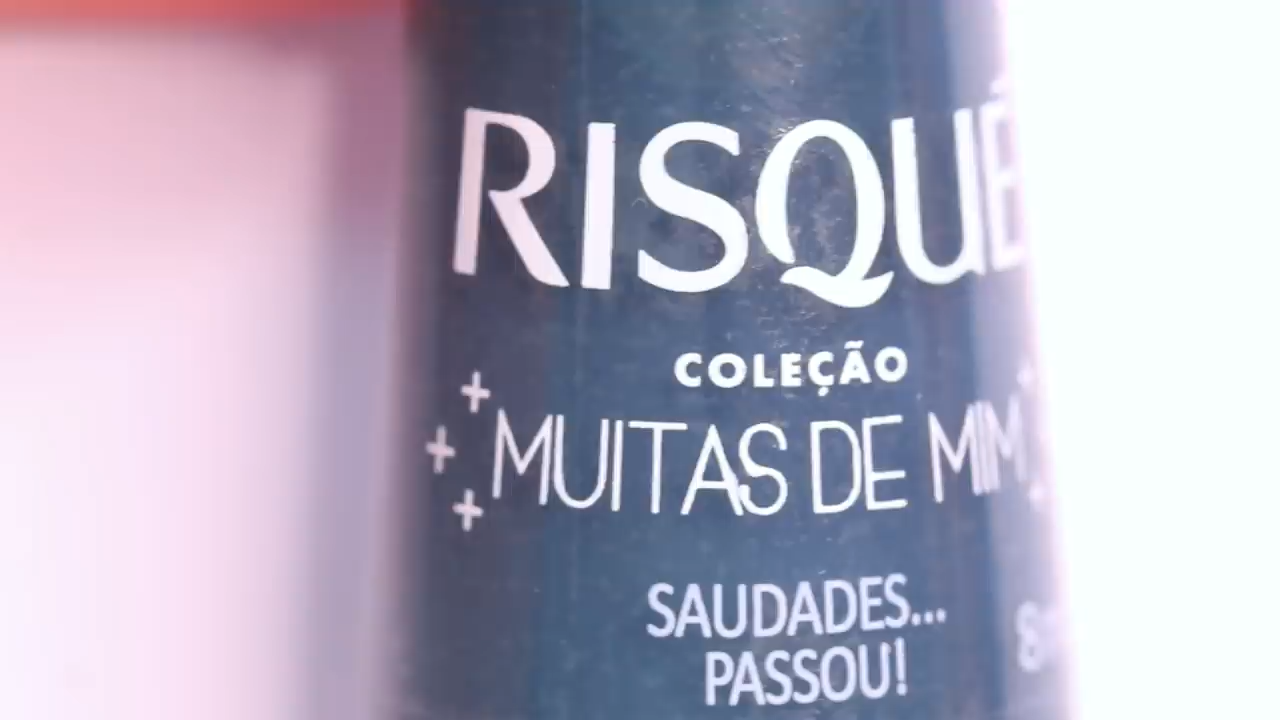 RISQUÉ
COLEÇÃO
MUITAS DE MIM
SAUDADES...
PASSOU!